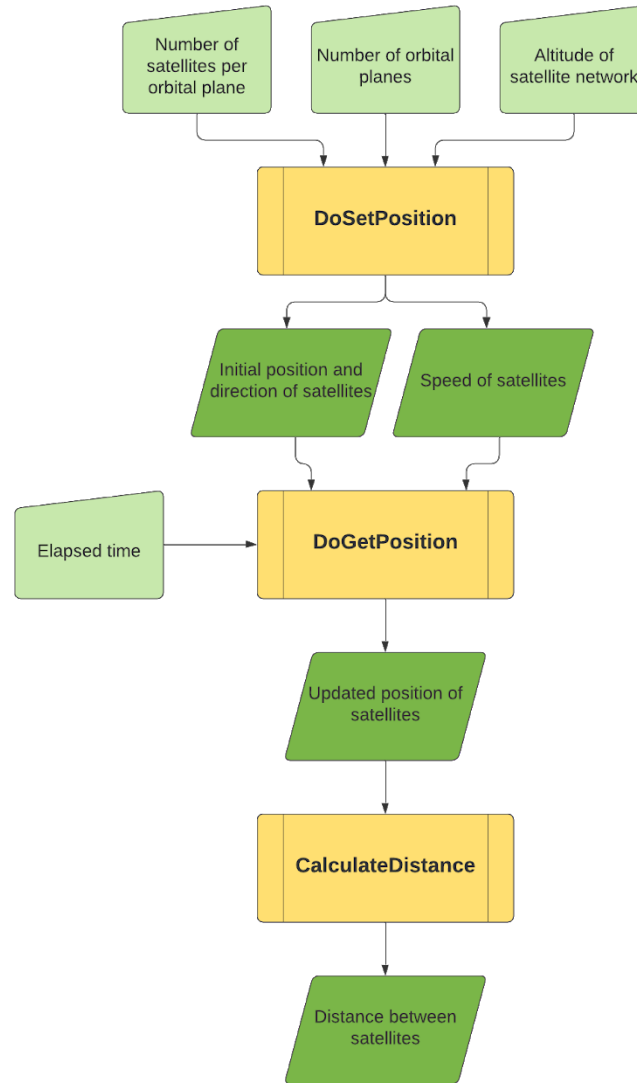 Number of
satellites per
orbital plane
Number of orbital
planes
Altitude of
satellite network
DoSetPosition
Initial position and
direction of satellites
Speed of satellites
Elapsed time
DoGetPosition
Updated position of
satellites
CalculateDistance
Distance between
satellites